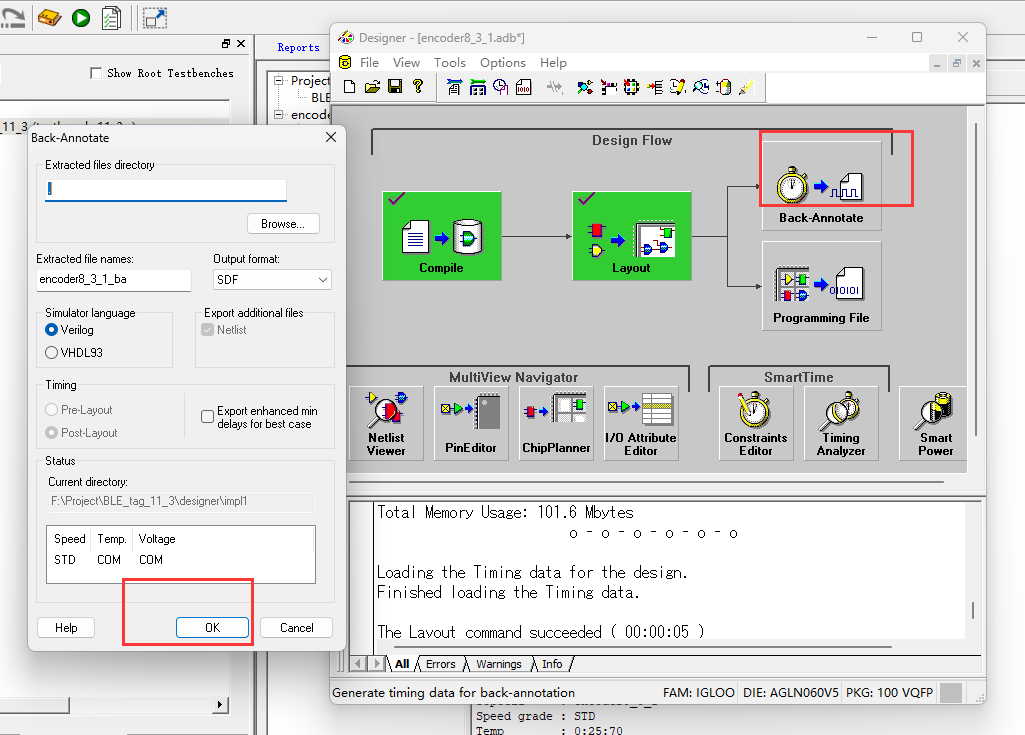 Show Root Testbenches
Reports
Project
BLE
encode
Designer - [encoder8_3_1.adb*]
File View Tools Options Help
Design Flow
Compile
Layout
Back-Annotate
Programming File
MultiView Navigator
SmartTime
Netlist Viewer
PinEditor
ChipPlanner
I/O Attribute Editor
Constraints Editor
Timing Analyzer
Smart Power
Total Memory Usage: 101.6 Mbytes
o - o - o - o - o - o
Loading the Timing data for the design.
Finished loading the Timing data.
The Layout command succeeded ( 00:00:05 )
All Errors Warnings Info
Generate timing data for back-annotation
FAM: IGLOO DIE: AGLN060V5 PKG: 100 VQFP
Speed grade : STD
Temp : 0:25:70
Back-Annotate
Extracted files directory
.
Browse...
Extracted file names:
Output format:
encoder8_3_1_ba
SDF
Simulator language
Verilog
VHDL93
Export additional files
Netlist
Timing
Pre-Layout
Post-Layout
Export enhanced min
delays for best case
Status
Current directory:
F:\Project\BLE_tag_11_3\designer\impl1
Speed Temp. Voltage
STD COM COM
Help OK Cancel